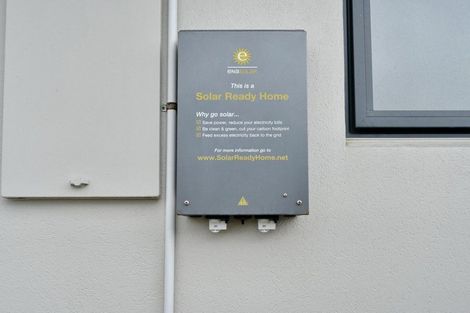 e
ENSSOLAR
This is a
Solar Ready Home
Why go solar...
Save power, reduce your electricity bills
Be clean & green, cut your carbon footprint
Feed excess electricity back to the grid
For more information go to
www.SolarReadyHome.net